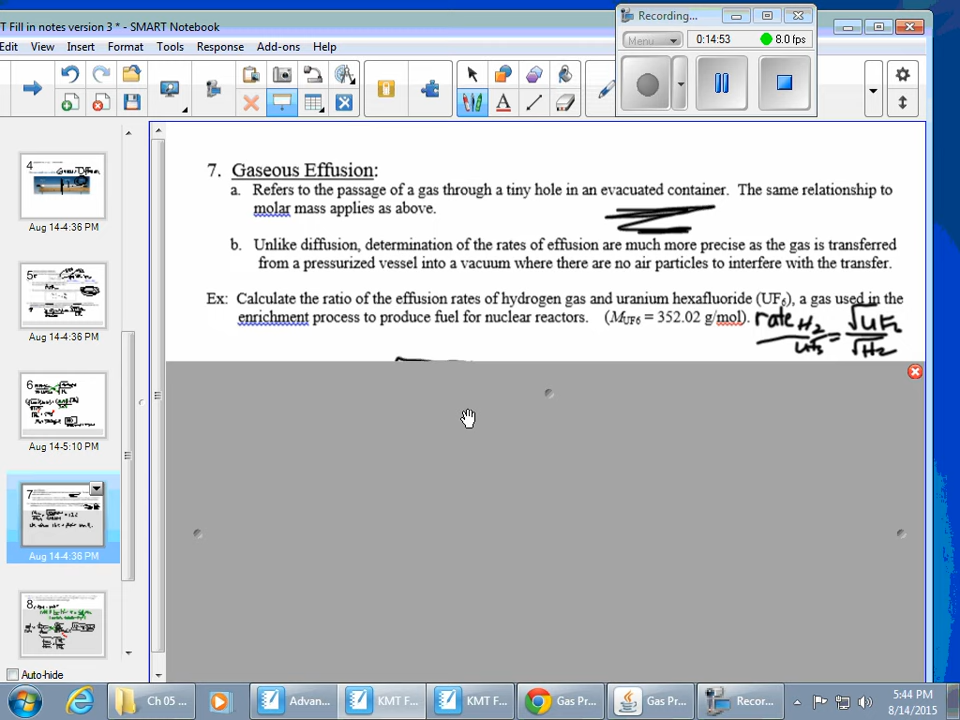 T Fill in notes version 3 * - SMART Notebook
Recording...
Edit View Insert Format Tools Response Add-ons Help
Menu
0:14:53
8.0 fps
4
Aug 14-4:36 PM
5
Aug 14-4:36 PM
6
Aug 14-5:10 PM
7
Aug 14-4:36 PM
8
Auto-hide
7. Gaseous Effusion:
a. Refers to the passage of a gas through a tiny hole in an evacuated container. The same relationship to
molar mass applies as above.
b. Unlike diffusion, determination of the rates of effusion are much more precise as the gas is transferred
from a pressurized vessel into a vacuum where there are no air particles to interfere with the transfer.
Ex: Calculate the ratio of the effusion rates of hydrogen gas and uranium hexafluoride (UF6), a gas used in the
enrichment process to produce fuel for nuclear reactors. (MUF6 = 352.02 g/mol).
rate H2 = √UF6
√H2
Ch 05 ...
Advan...
KMT F...
KMT F...
Gas Pr...
Gas Pr...
Recor...
5:44 PM
8/14/2015